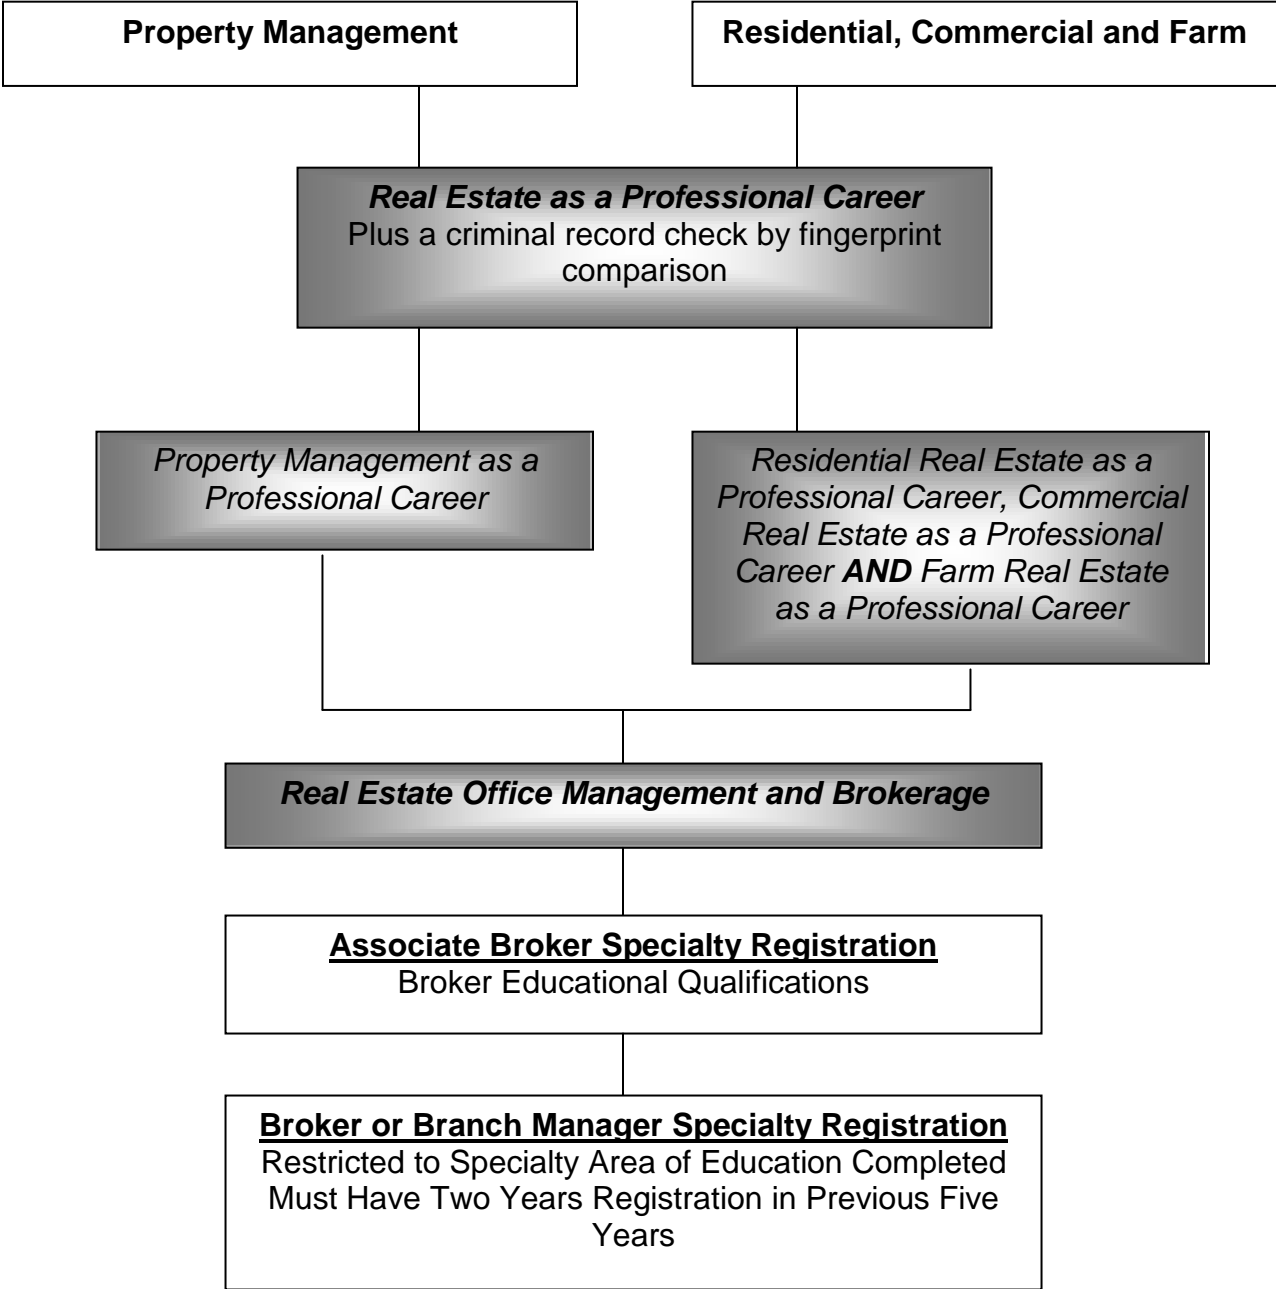 Property Management
Residential, Commercial and Farm
Real Estate as a Professional Career
Plus a criminal record check by fingerprint
comparison
Property Management as a
Professional Career
Residential Real Estate as a
Professional Career, Commercial
Real Estate as a Professional
Career AND Farm Real Estate
as a Professional Career
Real Estate Office Management and Brokerage
Associate Broker Specialty Registration
Broker Educational Qualifications
Broker or Branch Manager Specialty Registration
Restricted to Specialty Area of Education Completed
Must Have Two Years Registration in Previous Five
Years